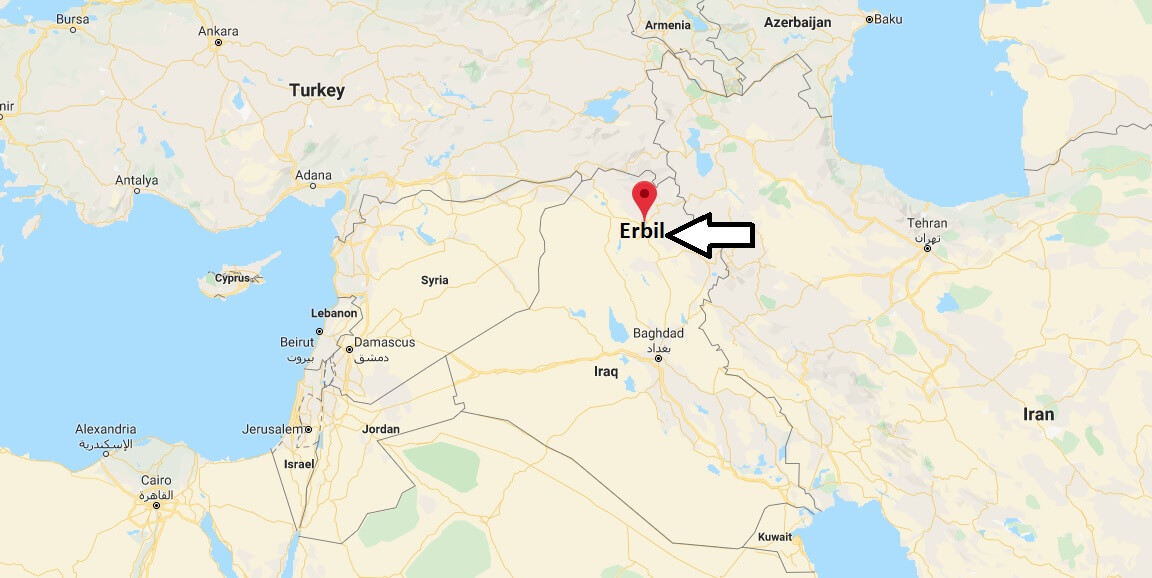 Bursa
Ankara
Armenia
Azerbaijan
Baku
Turkey
mir
Adana
Antalya
Erbil
Tehran
تهران
Cyprus
Syria
Lebanon
Beirut
بيروت
Damascus
دمشق
Baghdad
بغداد
Iraq
Iran
Alexandria
الإسكندرية
Jerusalem
Jordan
Israel
Cairo
القاهرة
Kuwait